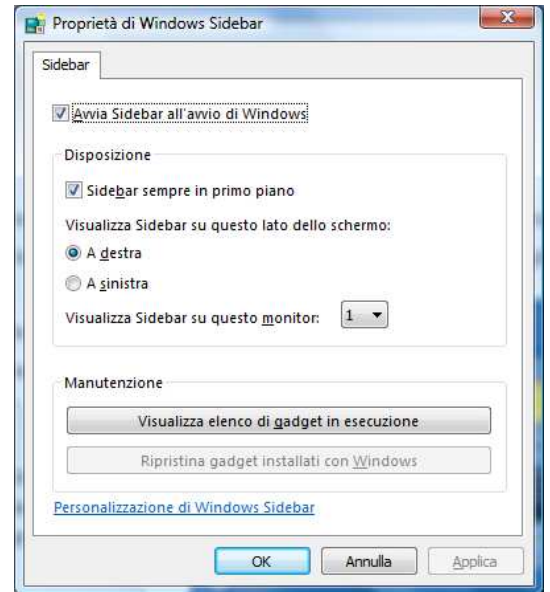 Proprietà di Windows Sidebar
Sidebar
Avvia Sidebar all'avvio di Windows
Disposizione
Sidebar sempre in primo piano
Visualizza Sidebar su questo lato dello schermo:
A destra
A sinistra
Visualizza Sidebar su questo monitor: 1
Manutenzione
Visualizza elenco di gadget in esecuzione
Ripristina gadget installati con Windows
Personalizzazione di Windows Sidebar
OK Annulla Applica